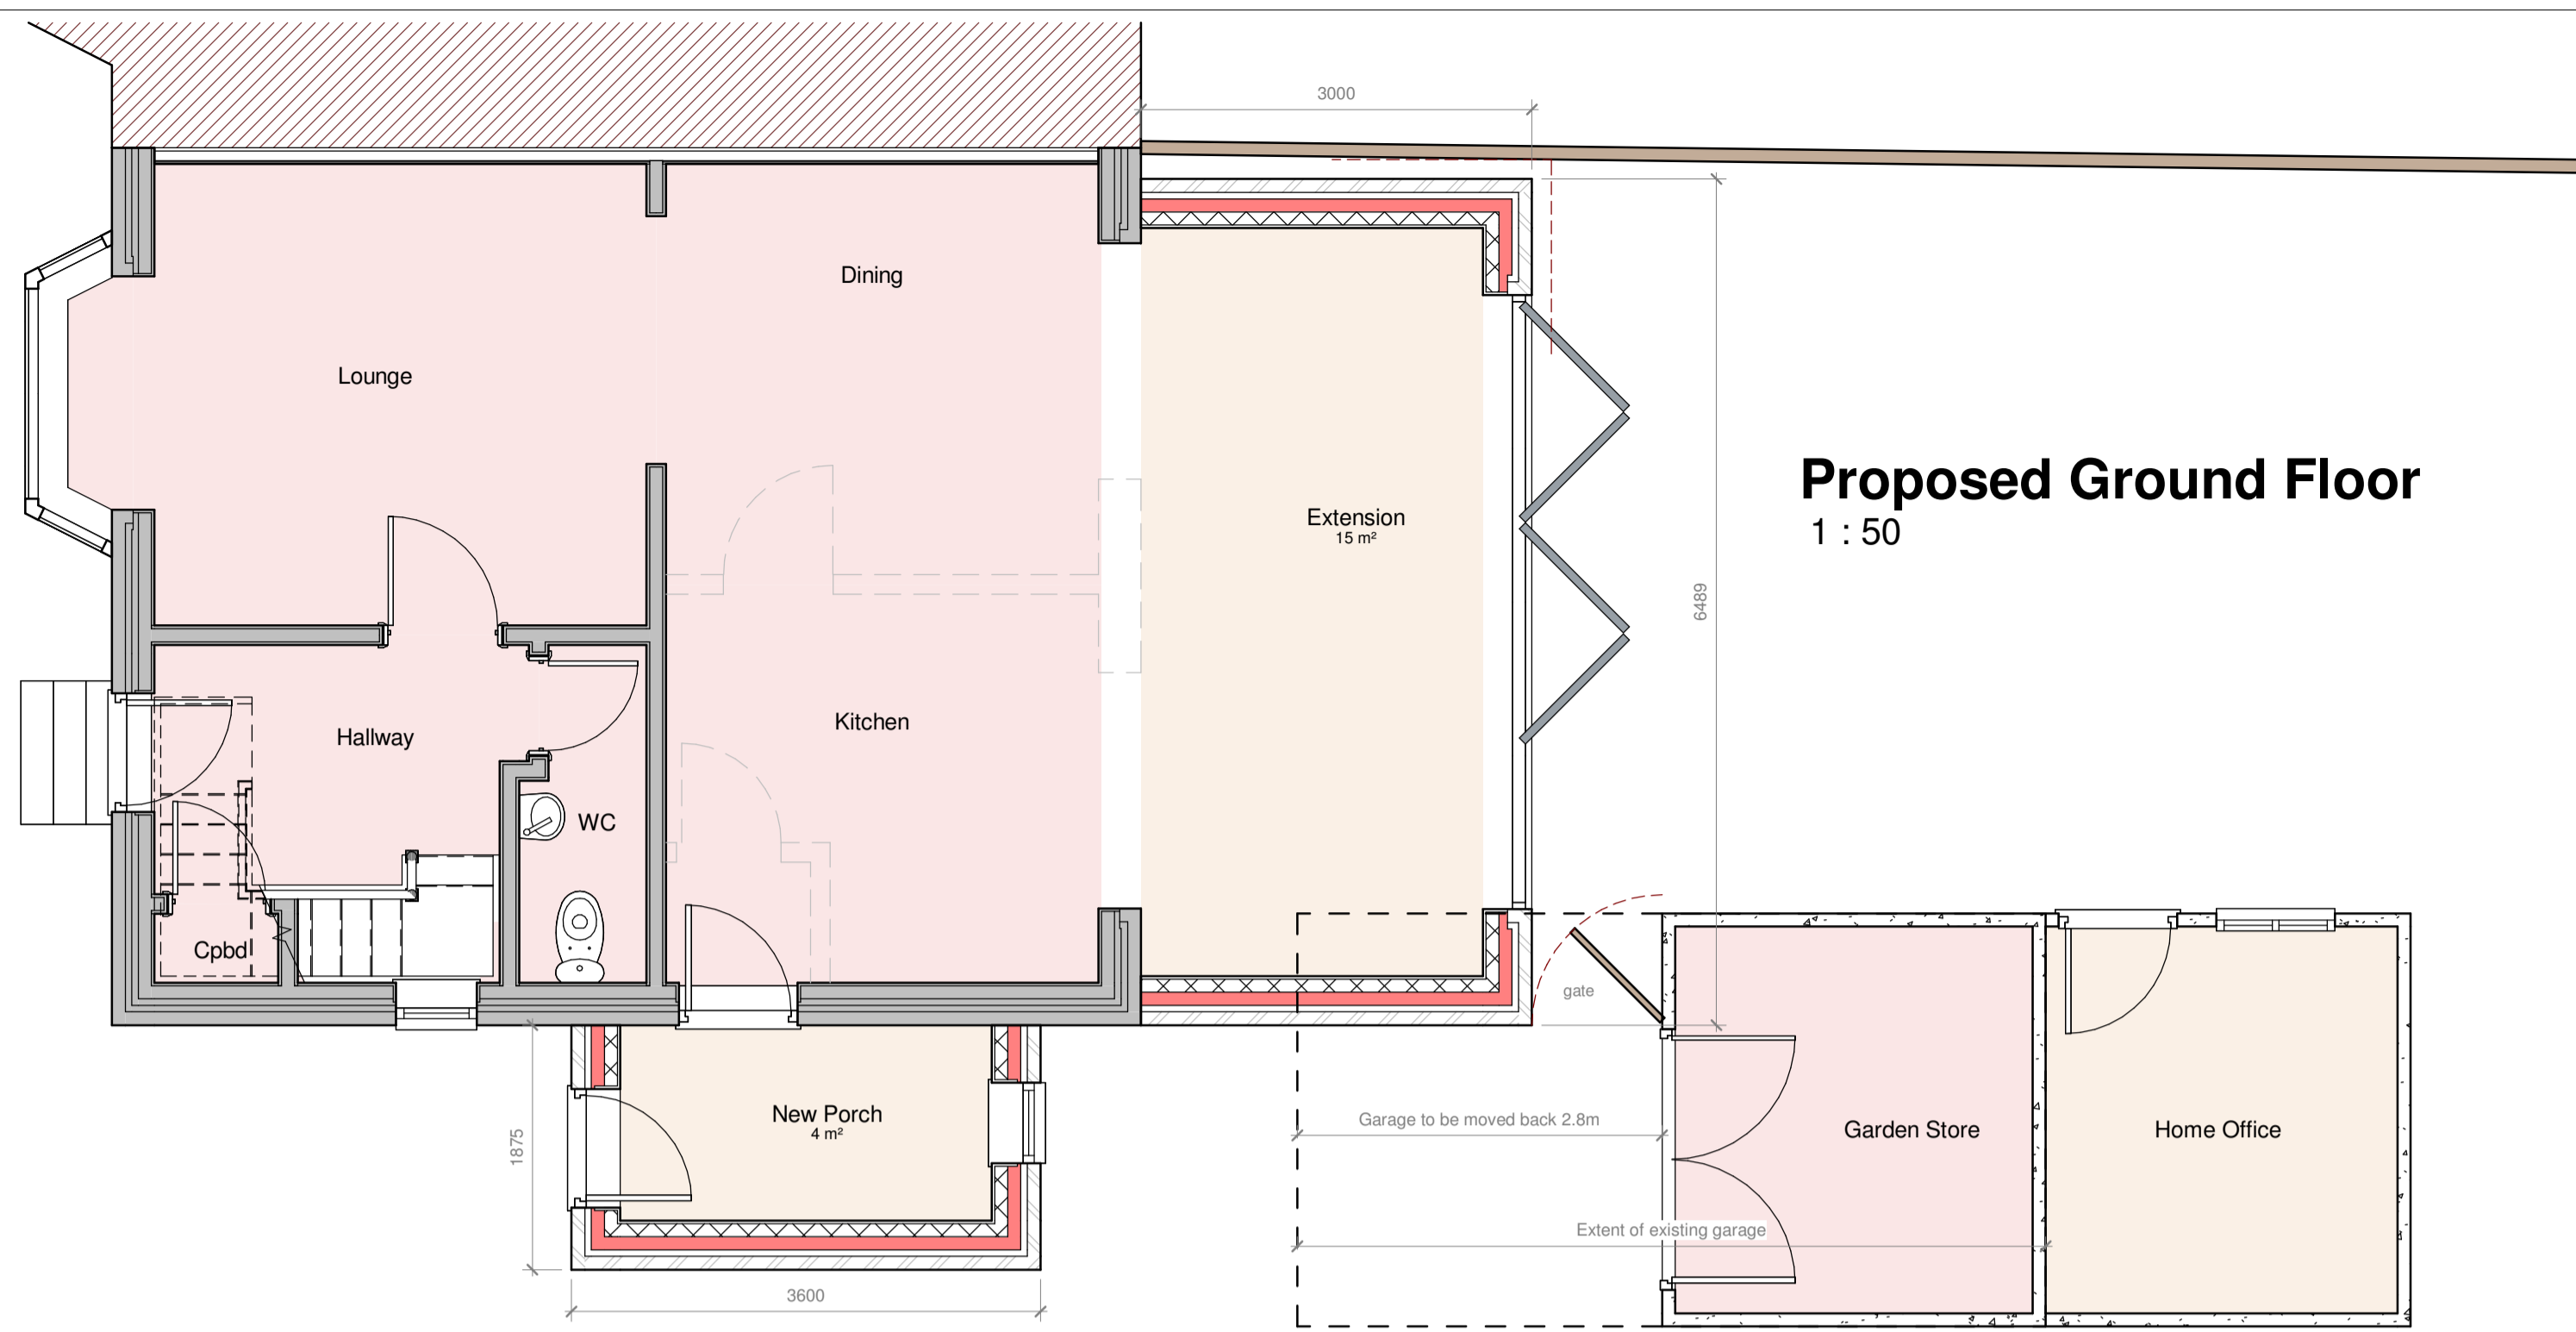 3000
Dining
Lounge
Proposed Ground Floor
1 : 50
Extension
15 m²
6489
Kitchen
Hallway
WC
Cpbd
gate
New Porch
4 m²
1875
Garage to be moved back 2.8m
Garden Store
Home Office
Extent of existing garage
3600